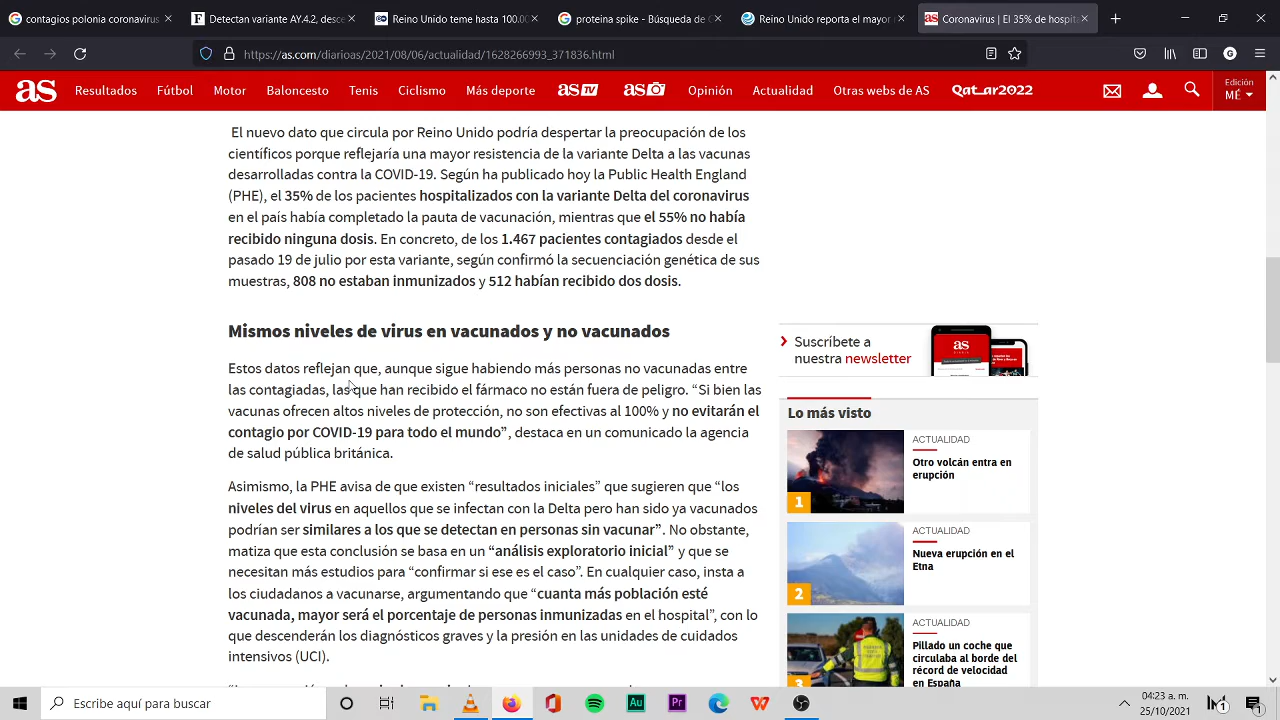 contagio polonia coronavirus
Detectan variante AY.42, desc
Reino Unido teme hasta 100.00
proteina spike - Búsqueda de G
Reino Unido reporta el mayor
as Coronavirus | El 35% de hospita
https://as.com/diarioas/2021/08/06/actualidad/1628266993_371836.html
G
as Resultados Fútbol Motor Baloncesto Tenis Ciclismo Más deporte as TV as Opinión Actualidad Otras webs de AS Qatar2022
Edición
MÉ
El nuevo dato que circula por Reino Unido podría despertar la preocupación de los
científicos porque reflejaría una mayor resistencia de la variante Delta a las vacunas
desarrolladas contra la COVID-19. Según ha publicado hoy la Public Health England
(PHE), el 35% de los pacientes hospitalizados con la variante Delta del coronavirus
en el país había completado la pauta de vacunación, mientras que el 55% no había
recibido ninguna dosis. En concreto, de los 1.467 pacientes contagiados desde el
pasado 19 de julio por esta variante, según confirmó la secuenciación genética de sus
muestras, 808 no estaban inmunizados y 512 habían recibido dos dosis.
Mismos niveles de virus en vacunados y no vacunados
Estos datos reflejan que, aunque sigue habiendo más personas no vacunadas entre
las contagiadas, las que han recibido el fármaco no están fuera de peligro. “Si bien las
vacunas ofrecen altos niveles de protección, no son efectivas al 100% y no evitarán el
contagio por COVID-19 para todo el mundo”, destaca en un comunicado la agencia
de salud pública británica.
Asimismo, la PHE avisa de que existen “resultados iniciales” que sugieren que “los
niveles del virus en aquellos que se infectan con la Delta pero han sido ya vacunados
podrían ser similares a los que se detectan en personas sin vacunar”. No obstante,
matiza que esta conclusión se basa en un “análisis exploratorio inicial” y que se
necesitan más estudios para “confirmar si ese es el caso”. En cualquier caso, insta a
los ciudadanos a vacunarse, argumentando que “cuanta más población esté
vacunada, mayor será el porcentaje de personas inmunizadas en el hospital”, con lo
que descenderán los diagnósticos graves y la presión en las unidades de cuidados
intensivos (UCI).
Suscríbete a
nuestra newsletter
as
Lo más visto
ACTUALIDAD
Otro volcán entra en
erupción
1
ACTUALIDAD
Nueva erupción en el
Etna
2
ACTUALIDAD
Pillado un coche que
circulaba al borde del
récord de velocidad
en España
3
Escribe aquí para buscar
Au
Pr
04:23 a. m.
25/10/2021
1
1